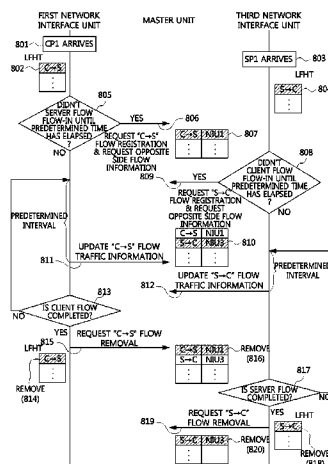 FIRST NETWORK
INTERFACE UNIT
MASTER UNIT
THIRD NETWORK
INTERFACE UNIT
801
CP1 ARRIVES
LFHT
802
C→S
SP1 ARRIVES
803
LFHT
S→C
804
805
DIDN'T
SERVER FLOW
FLOW-IN UNTIL
PREDETERMINED TIME
HAS ELAPSED
?
YES
806
REQUEST "C→S"
FLOW REGISTRATION
& REQUEST OPPOSITE
SIDE FLOW
INFORMATION
C→S NIU1
807
NO
808
DIDN'T
CLIENT FLOW
FLOW-IN UNTIL
PREDETERMINED TIME
HAS ELAPSED
?
YES
809
REQUEST "S→C"
FLOW REGISTRATION
& REQUEST
OPPOSITE SIDE FLOW
INFORMATION
NO
C→S NIU1
S→C NIU3
810
PREDETERMINED
INTERVAL
811
UPDATE "C→S" FLOW
TRAFFIC INFORMATION
PREDETERMINED
INTERVAL
812
UPDATE "S→C" FLOW
TRAFFIC INFORMATION
813
IS CLIENT FLOW
COMPLETED?
NO
YES
815
REQUEST "C→S" FLOW
REMOVAL
LFHT
C→S
REMOVE
(814)
C→S NIU1
S→C NIU3
REMOVE
(816)
817
IS SERVER FLOW
COMPLETED?
NO
YES
819
REQUEST "S→C"
FLOW REMOVAL
LFHT
S→C
REMOVE
(818)
S→C NIU3
REMOVE
(820)